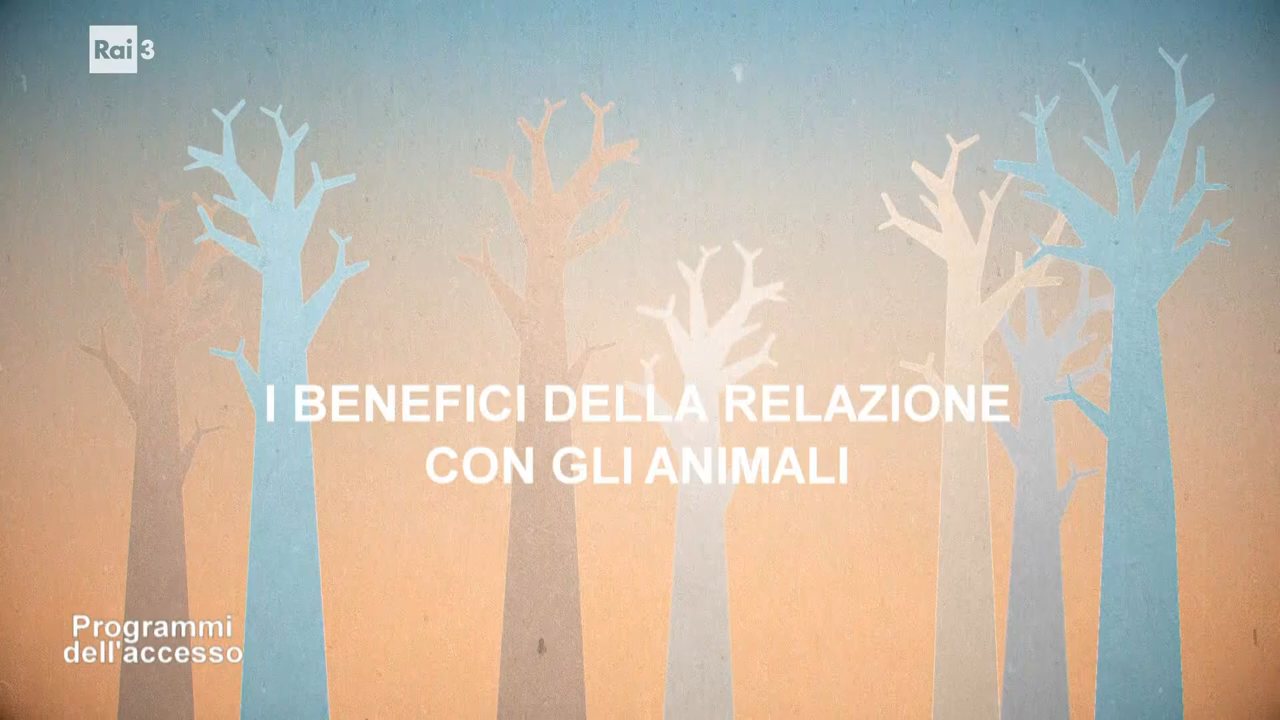 Rai 3
I BENEFICI DELLA RELAZIONE
CON GLI ANIMALI
Programmi
dell'accesso